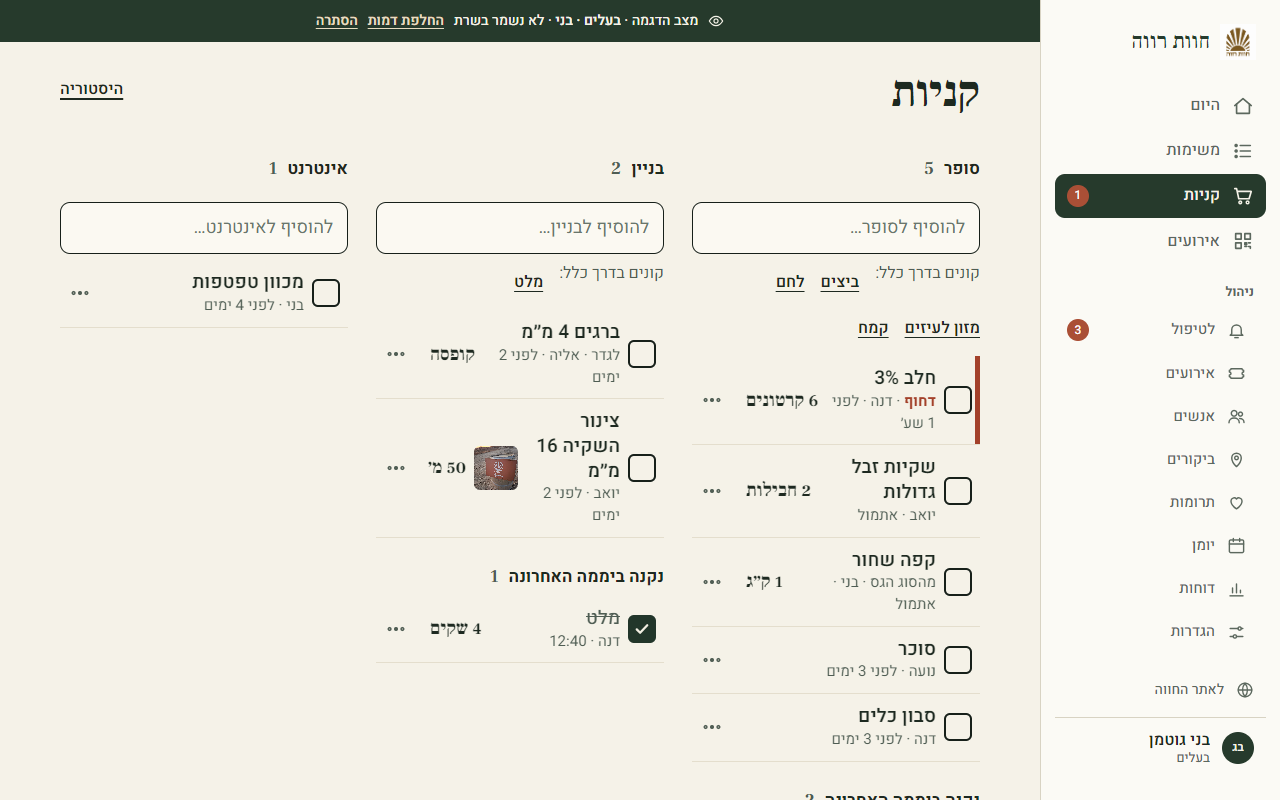 מצב הדגמה · בעלים · בני · לא נשמר בשרת החלפת דמות הסתרה
חוות רווה
היום
משימות
קניות 1
אירועים
ניהול
לטיפול 3
אירועים
אנשים
ביקורים
תרומות
יומן
דוחות
הגדרות
לאתר החווה
בג
בני גוטמן
בעלים
קניות
היסטוריה
סופר 5
להוסיף לסופר...
קונים בדרך כלל: ביצים לחם
מזון לעיזים קמח
חלב 3%
דחוף · דנה · לפני
1 שע׳
6 קרטונים
שקיות זבל
גדולות
יואב · אתמול
2 חבילות
קפה שחור
מהסוג הגס · בני ·
אתמול
1 ק״ג
סוכר
נועה · לפני 3 ימים
סבון כלים
דנה · לפני 3 ימים
נקנה ביממה האחרונה 2
בניין 2
להוסיף לבניין...
קונים בדרך כלל: מלט
ברגים 4 מ״מ
לגדר · אליה · לפני 2
ימים
קופסה
צינור
השקיה 16
מ״מ
יואב · לפני 2
ימים
50 מ׳
נקנה ביממה האחרונה 1
מלט
דנה · 12:40
4 שקים
אינטרנט 1
להוסיף לאינטרנט...
מכוון טפטפות
בני · לפני 4 ימים